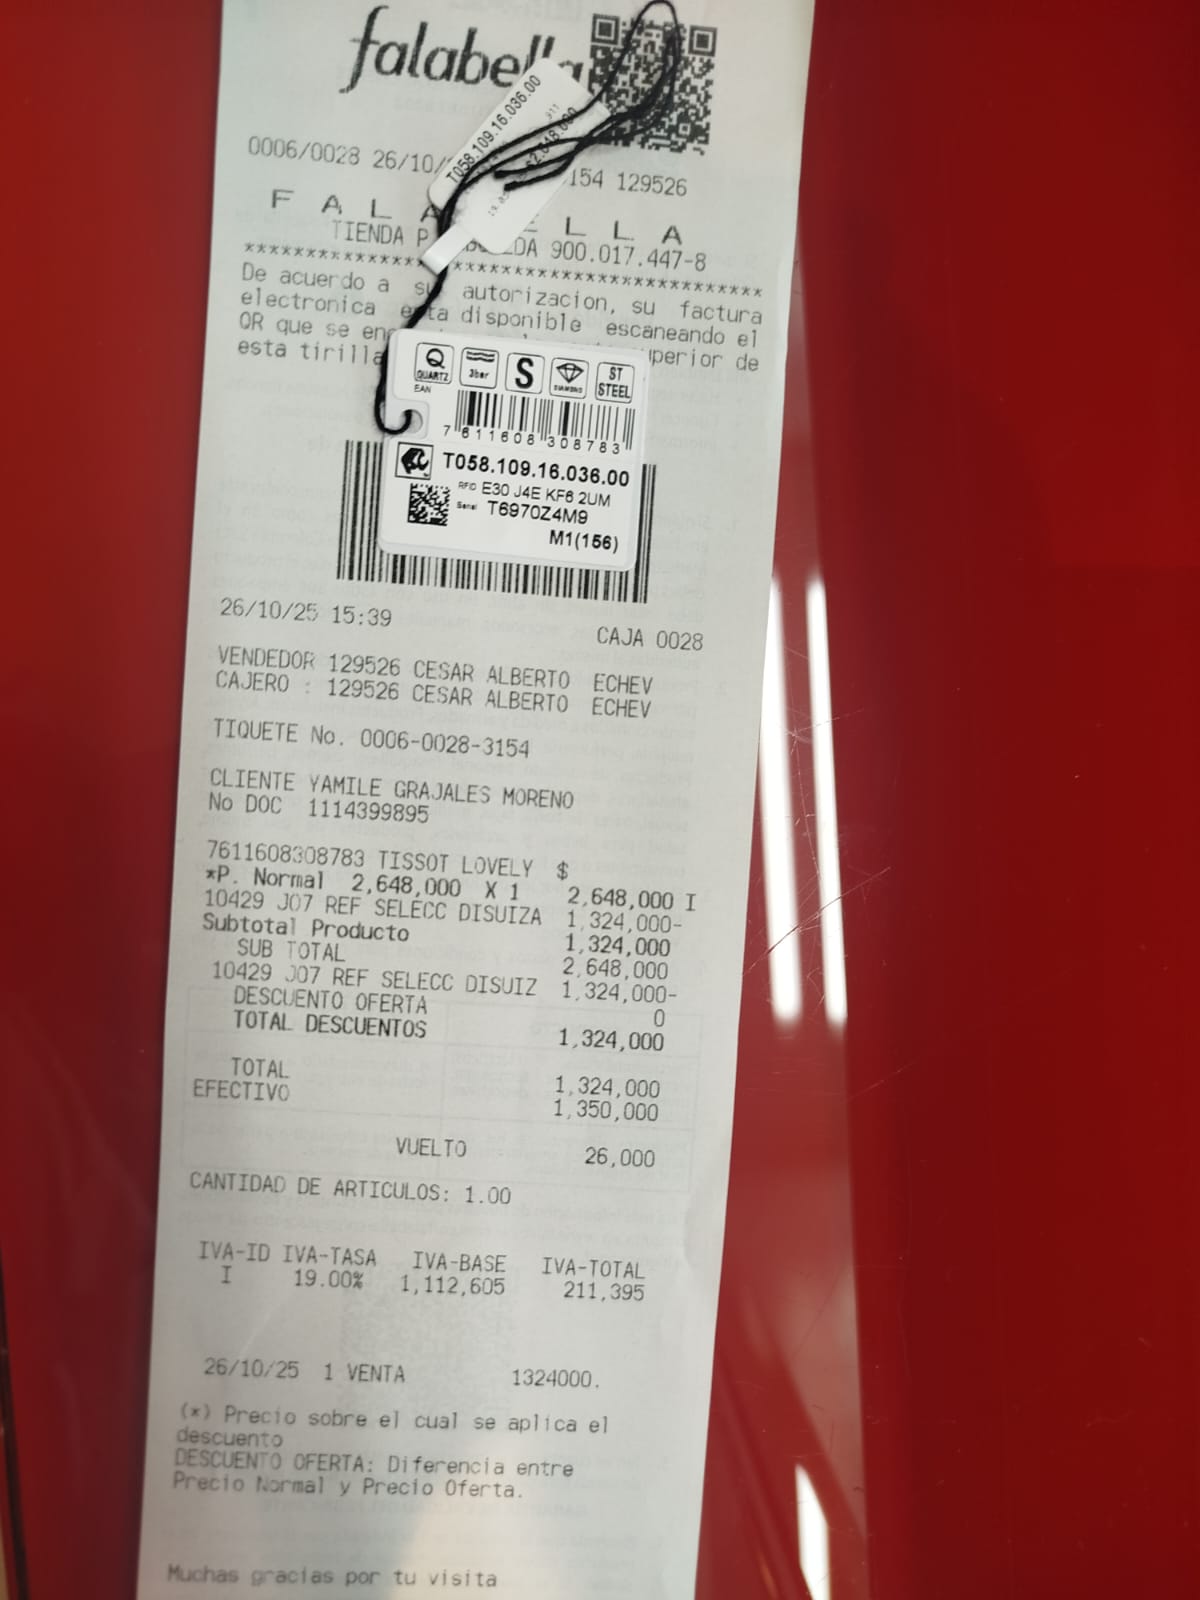 falabella
T058.109.16.036.00
0006/0028 26/10/ 154 129526
F A L A ELLA
TIENDA 900.017.447-8
****************************************
De acuerdo a su autorizacion, su factura
electronica esta disponible escaneando el
QR que se superior de
esta tirilla
Q QUARTZ 3bar S DIAMOND ST STEEL
EAN
7 611608 308783
T058.109.16.036.00
RFID E30 J4E KF6 2UM
Serial T6970Z4M9
M1(156)
26/10/25 15:39 CAJA 0028
VENDEDOR 129526 CESAR ALBERTO ECHEV
CAJERO : 129526 CESAR ALBERTO ECHEV
TIQUETE No. 0006-0028-3154
CLIENTE YAMILE GRAJALES MORENO
No DOC 1114399895
7611608308783 TISSOT LOVELY $
*P. Normal 2,648,000 X 1 2,648,000 I
10429 J07 REF SELECC DISUIZA 1,324,000-
Subtotal Producto 1,324,000
SUB TOTAL 2,648,000
10429 J07 REF SELECC DISUIZ 1,324,000-
DESCUENTO OFERTA 0
TOTAL DESCUENTOS 1,324,000
TOTAL 1,324,000
EFECTIVO 1,350,000
VUELTO 26,000
CANTIDAD DE ARTICULOS: 1.00
IVA-ID IVA-TASA IVA-BASE IVA-TOTAL
I 19.00% 1,112,605 211,395
26/10/25 1 VENTA 1324000.
(*) Precio sobre el cual se aplica el
descuento
DESCUENTO OFERTA: Diferencia entre
Precio Normal y Precio Oferta.
Muchas gracias por tu visita